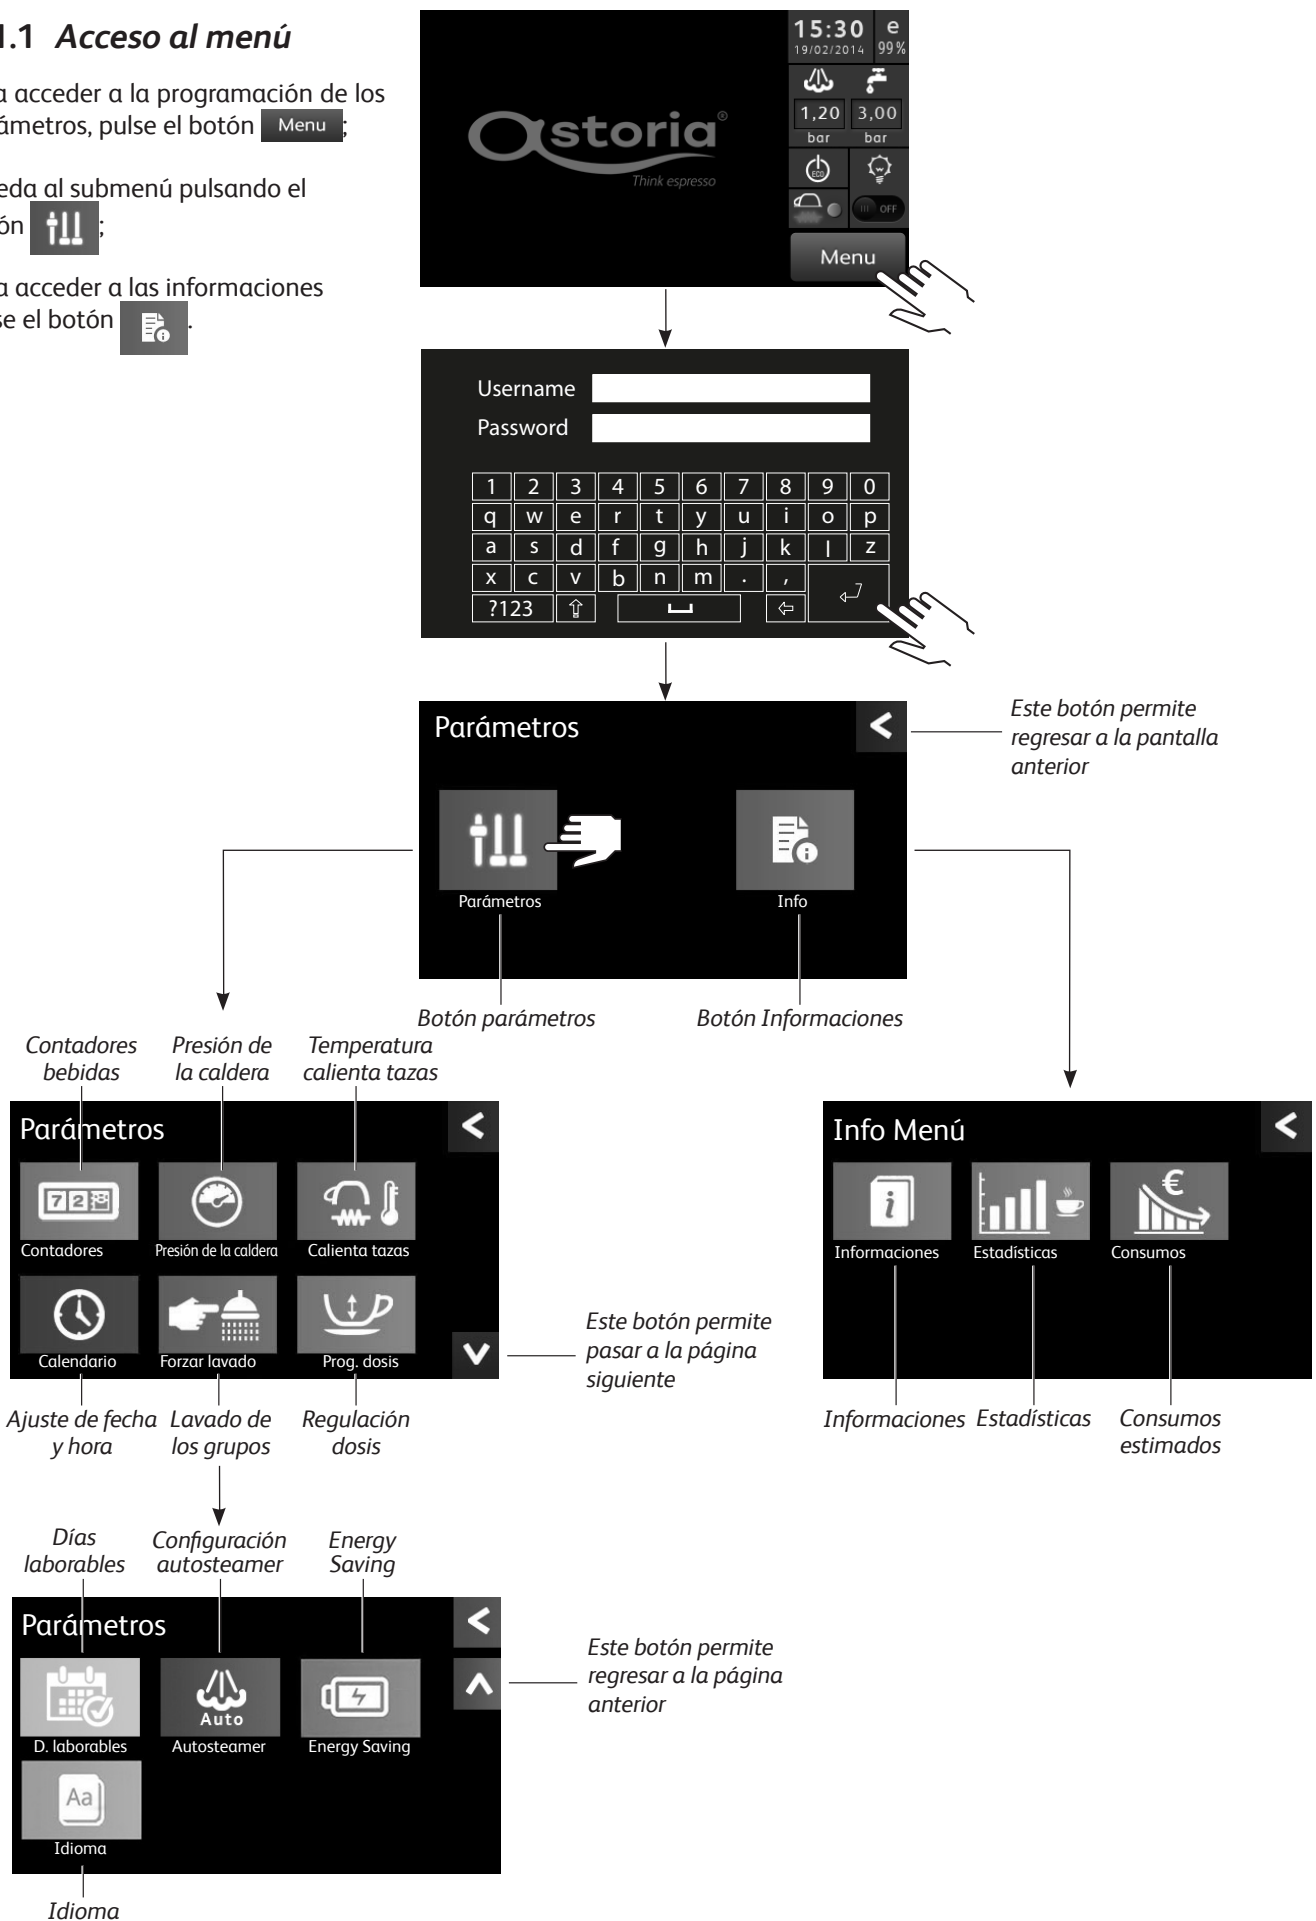 1.1 Acceso al menú
a acceder a la programación de los
ámetros, pulse el botón Menu ;
eda al submenú pulsando el
ón ;
a acceder a las informaciones
se el botón .
astoria®
Think espresso
15:30
19/02/2014
e
99%
1,20
3,00
bar
bar
ECO
OFF
Menu
Username
Password
1 2 3 4 5 6 7 8 9 0
q w e r t y u i o p
a s d f g h j k l z
x c v b n m . ,
?123
Parámetros
Este botón permite
regresar a la pantalla
anterior
Parámetros
Info
Botón parámetros
Botón Informaciones
Contadores
bebidas
Presión de
la caldera
Temperatura
calienta tazas
Parámetros
Contadores
Presión de la caldera
Calienta tazas
Calendario
Forzar lavado
Prog. dosis
Este botón permite
pasar a la página
siguiente
Ajuste de fecha
y hora
Lavado de
los grupos
Regulación
dosis
Info Menú
Informaciones
Estadísticas
Consumos
Informaciones
Estadísticas
Consumos
estimados
Días
laborables
Configuración
autosteamer
Energy
Saving
Parámetros
Auto
D. laborables
Autosteamer
Energy Saving
Aa
Idioma
Este botón permite
regresar a la página
anterior
Idioma